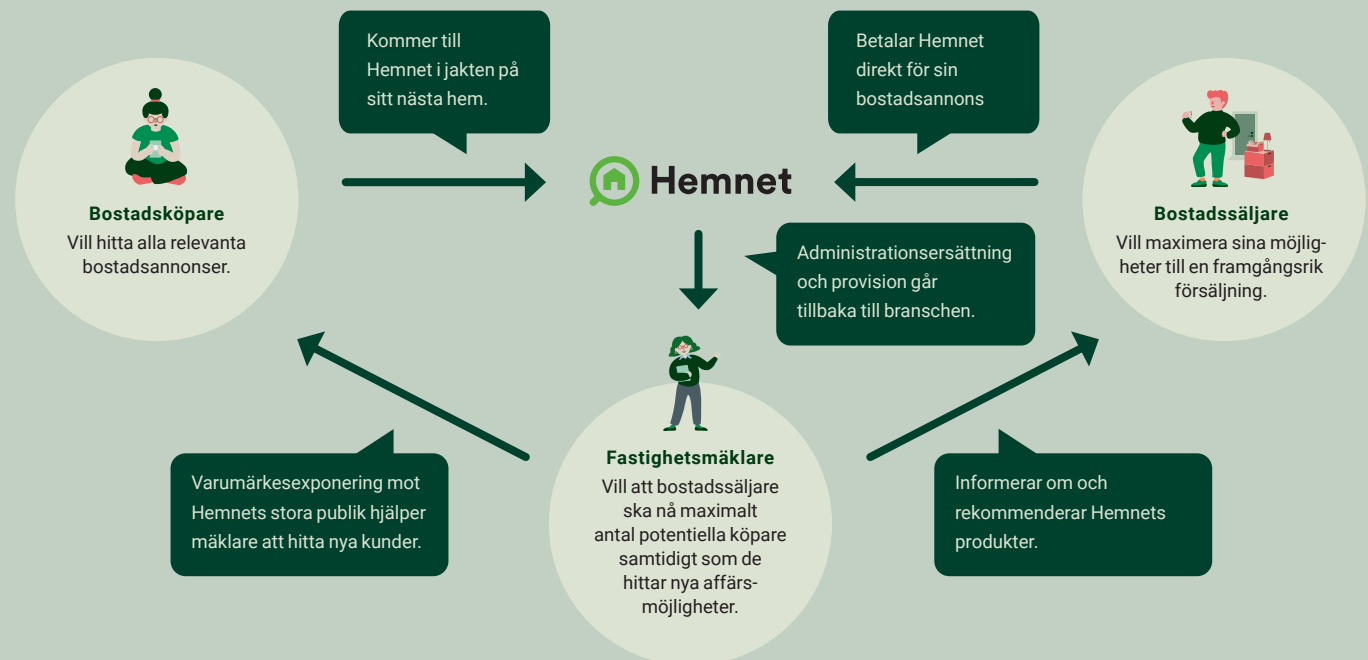 Kommer till
Hemnet i jakten på
sitt nästa hem.
Betalar Hemnet
direkt för sin
bostadsannons
Hemnet
Bostadsköpare
Vill hitta alla relevanta
bostadsannonser.
Bostadssäljare
Vill maximera sina möjlig-
heter till en framgångsrik
försäljning.
Administrationsersättning
och provision går
tillbaka till branschen.
Fastighetsmäklare
Vill att bostadssäljare
ska nå maximalt
antal potentiella köpare
samtidigt som de
hittar nya affärs-
möjligheter.
Varumärkesexponering mot
Hemnets stora publik hjälper
mäklare att hitta nya kunder.
Informerar om och
rekommenderar Hemnets
produkter.